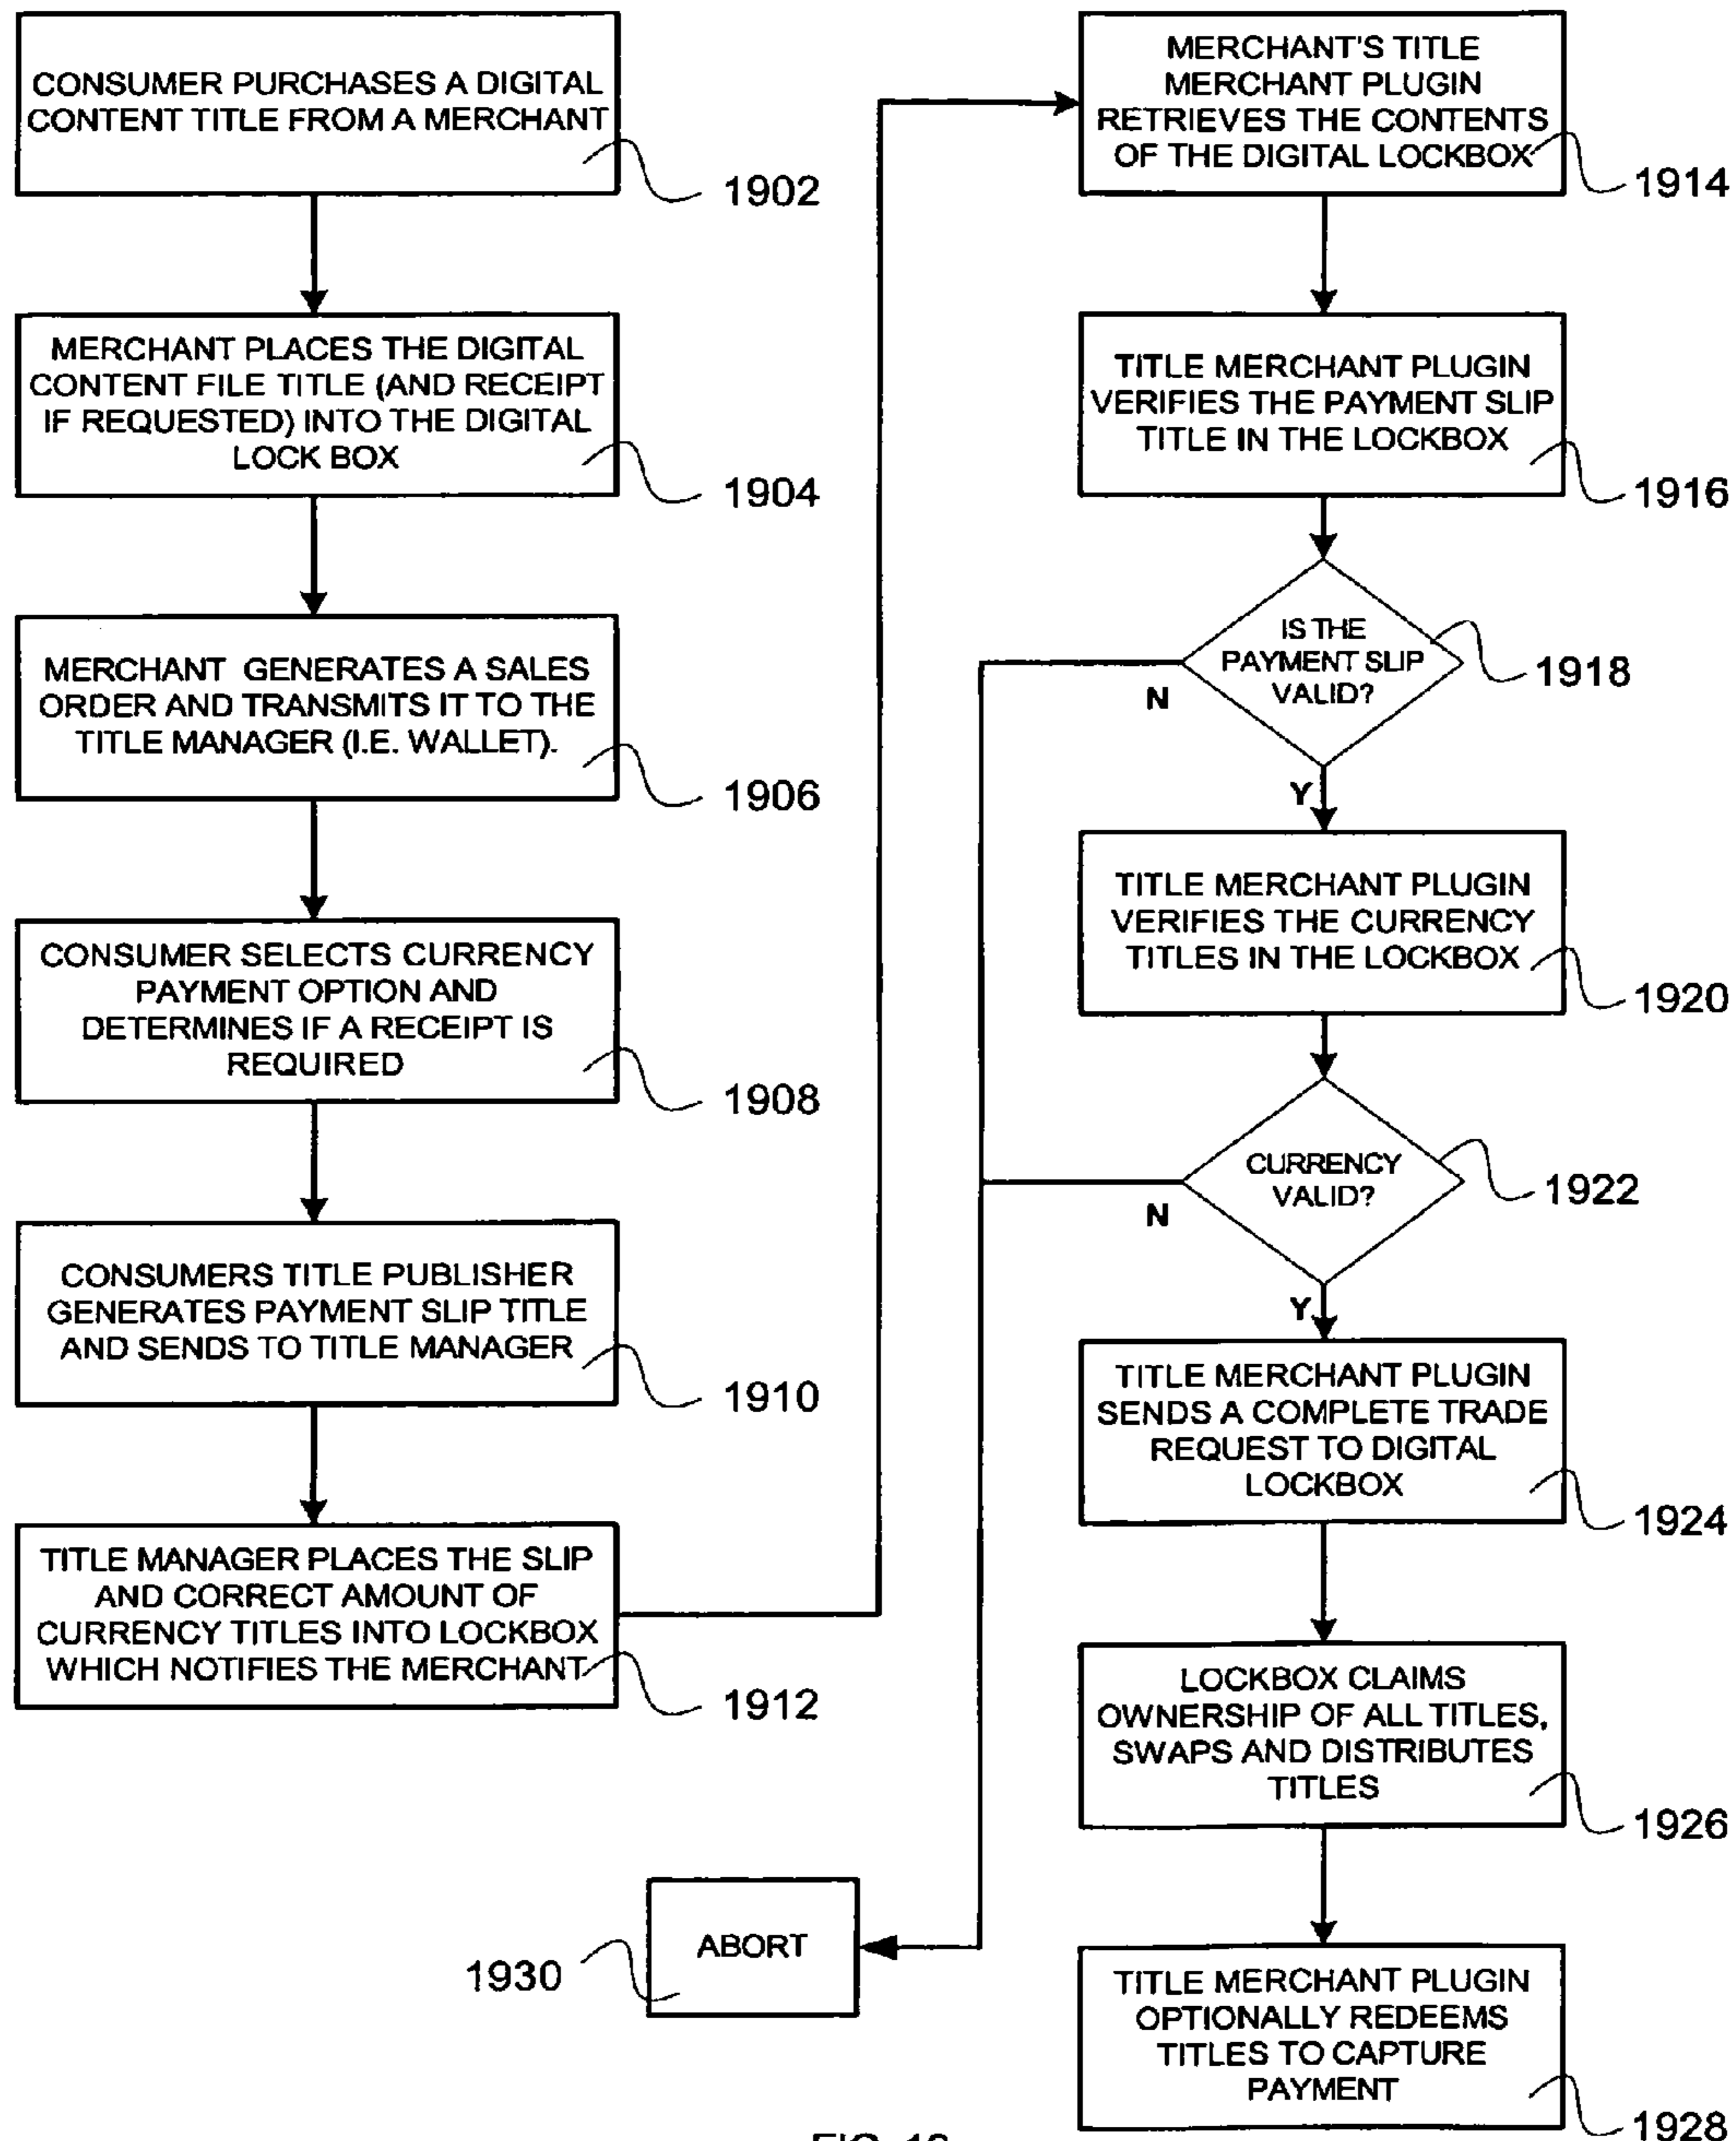 CONSUMER PURCHASES A DIGITAL
CONTENT TITLE FROM A MERCHANT
1902
MERCHANT PLACES THE DIGITAL
CONTENT FILE TITLE (AND RECEIPT
IF REQUESTED) INTO THE DIGITAL
LOCK BOX
1904
MERCHANT GENERATES A SALES
ORDER AND TRANSMITS IT TO THE
TITLE MANAGER (I.E. WALLET).
1906
CONSUMER SELECTS CURRENCY
PAYMENT OPTION AND
DETERMINES IF A RECEIPT IS
REQUIRED
1908
CONSUMERS TITLE PUBLISHER
GENERATES PAYMENT SLIP TITLE
AND SENDS TO TITLE MANAGER
1910
TITLE MANAGER PLACES THE SLIP
AND CORRECT AMOUNT OF
CURRENCY TITLES INTO LOCKBOX
WHICH NOTIFIES THE MERCHANT
1912
MERCHANT'S TITLE
MERCHANT PLUGIN
RETRIEVES THE CONTENTS
OF THE DIGITAL LOCKBOX
1914
TITLE MERCHANT PLUGIN
VERIFIES THE PAYMENT SLIP
TITLE IN THE LOCKBOX
1916
IS THE
PAYMENT SLIP
VALID?
1918
N
Y
TITLE MERCHANT PLUGIN
VERIFIES THE CURRENCY
TITLES IN THE LOCKBOX
1920
CURRENCY
VALID?
1922
N
Y
TITLE MERCHANT PLUGIN
SENDS A COMPLETE TRADE
REQUEST TO DIGITAL
LOCKBOX
1924
LOCKBOX CLAIMS
OWNERSHIP OF ALL TITLES,
SWAPS AND DISTRIBUTES
TITLES
1926
ABORT
1930
TITLE MERCHANT PLUGIN
OPTIONALLY REDEEMS
TITLES TO CAPTURE
PAYMENT
1928